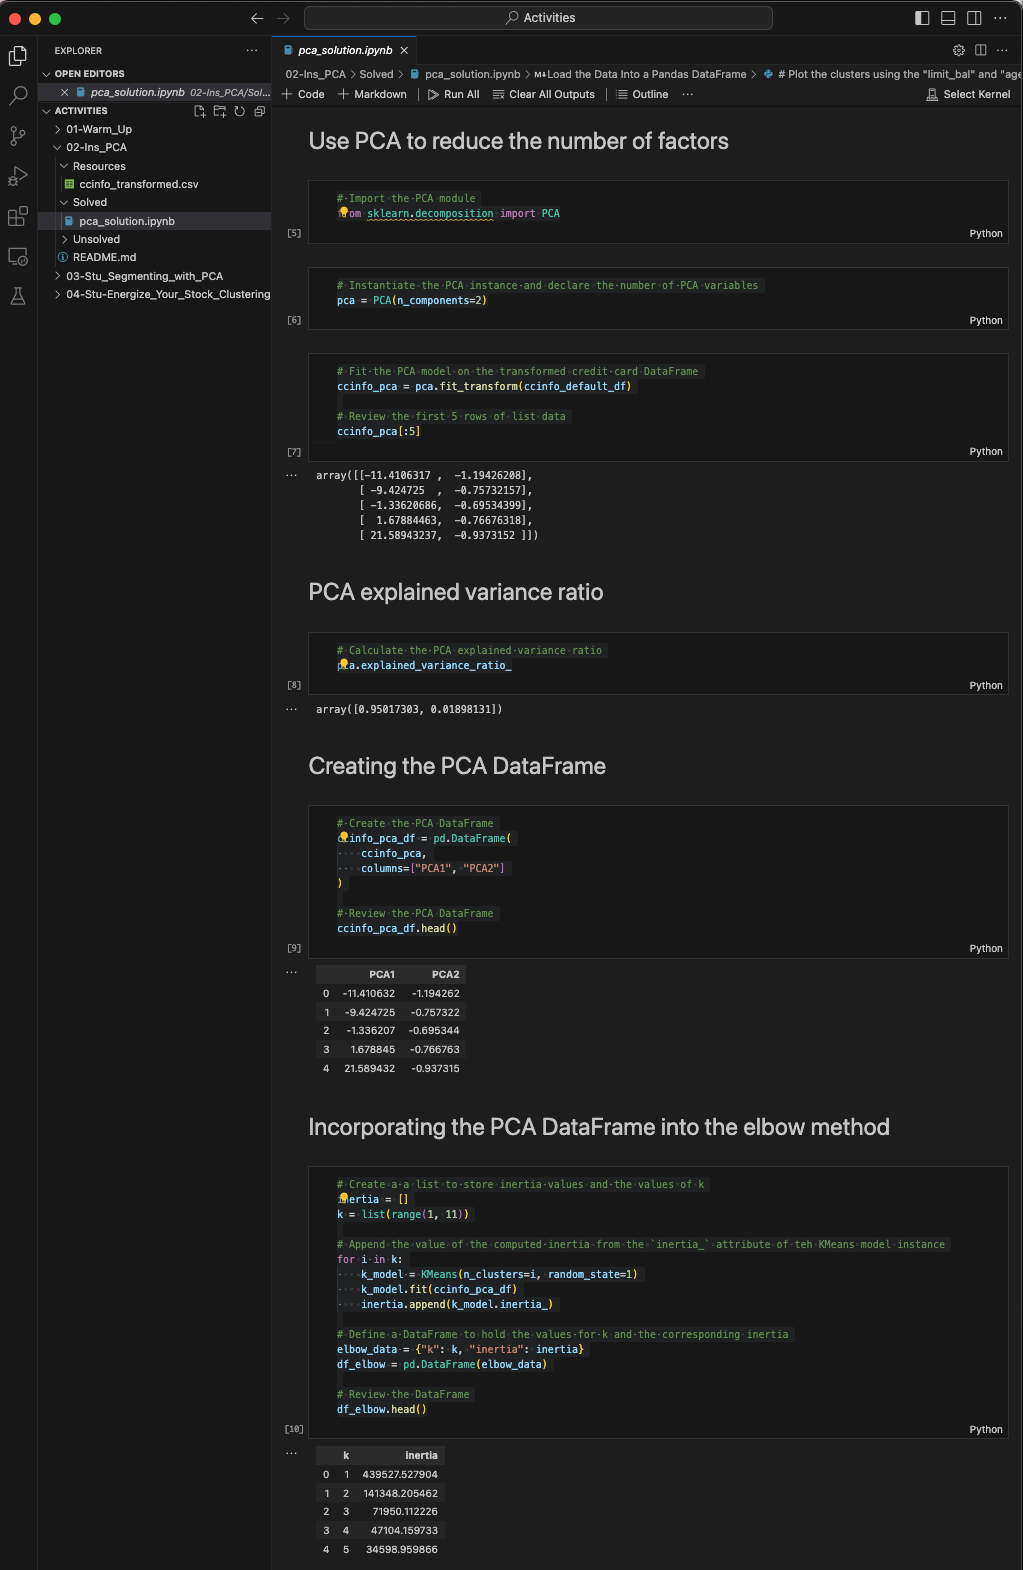 Activities
EXPLORER
OPEN EDITORS
pca_solution.ipynb 02-Ins_PCA/Sol...
ACTIVITIES
01-Warm_Up
02-Ins_PCA
Resources
ccinfo_transformed.csv
Solved
pca_solution.ipynb
Unsolved
README.md
03-Stu_Segmenting_with_PCA
04-Stu-Energize_Your_Stock_Clustering
pca_solution.ipynb
02-Ins_PCA > Solved > pca_solution.ipynb > M↓Load the Data Into a Pandas DataFrame > # Plot the clusters using the "limit_bal" and "age
+ Code + Markdown | Run All Clear All Outputs | Outline ... Select Kernel
Use PCA to reduce the number of factors
# Import the PCA module
om sklearn.decomposition import PCA
[5] Python
# Instantiate the PCA instance and declare the number of PCA variables
pca = PCA(n_components=2)
[6] Python
# Fit the PCA model on the transformed credit card DataFrame
ccinfo_pca = pca.fit_transform(ccinfo_default_df)
# Review the first 5 rows of list data
ccinfo_pca[:5]
[7] Python
array([[-11.4106317 ,  -1.19426208],
[ -9.424725  ,  -0.75732157],
[ -1.33620686,  -0.69534399],
[  1.67884463,  -0.76676318],
[ 21.58943237,  -0.9373152 ]])
PCA explained variance ratio
# Calculate the PCA explained variance ratio
pca.explained_variance_ratio_
[8] Python
array([0.95017303, 0.01898131])
Creating the PCA DataFrame
# Create the PCA DataFrame
ccinfo_pca_df = pd.DataFrame(
ccinfo_pca,
columns=["PCA1", "PCA2"]
)
# Review the PCA DataFrame
ccinfo_pca_df.head()
[9] Python
PCA1 PCA2
0 -11.410632 -1.194262
1 -9.424725 -0.757322
2 -1.336207 -0.695344
3 1.678845 -0.766763
4 21.589432 -0.937315
Incorporating the PCA DataFrame into the elbow method
# Create a a list to store inertia values and the values of k
inertia = []
k = list(range(1, 11))
# Append the value of the computed inertia from the `inertia_` attribute of teh KMeans model instance
for i in k:
k_model = KMeans(n_clusters=i, random_state=1)
k_model.fit(ccinfo_pca_df)
inertia.append(k_model.inertia_)
# Define a DataFrame to hold the values for k and the corresponding inertia
elbow_data = {"k": k, "inertia": inertia}
df_elbow = pd.DataFrame(elbow_data)
# Review the DataFrame
df_elbow.head()
[10] Python
k inertia
0 1 439527.527904
1 2 141348.205462
2 3 71950.112226
3 4 47104.159733
4 5 34598.959866